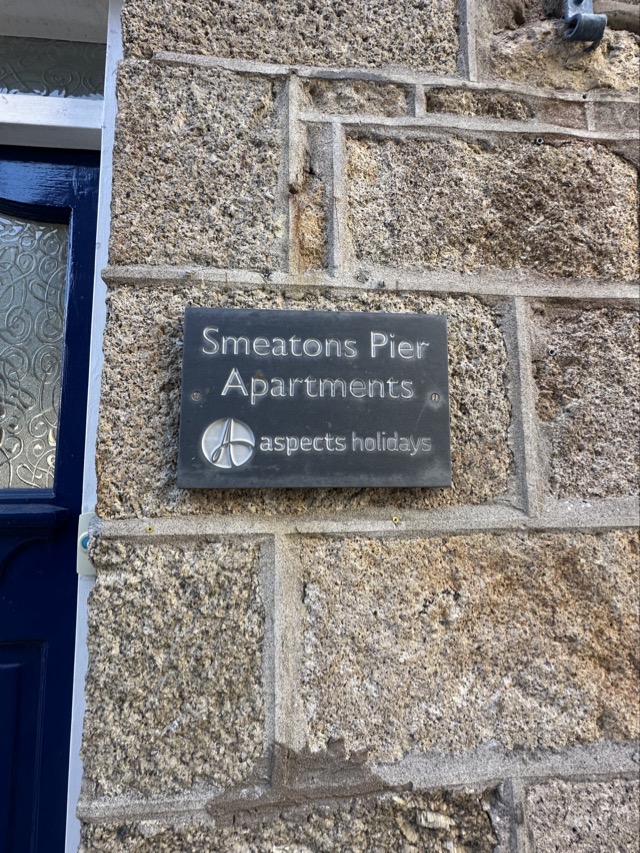 Smeatons Pier
Apartments
aspects holidays